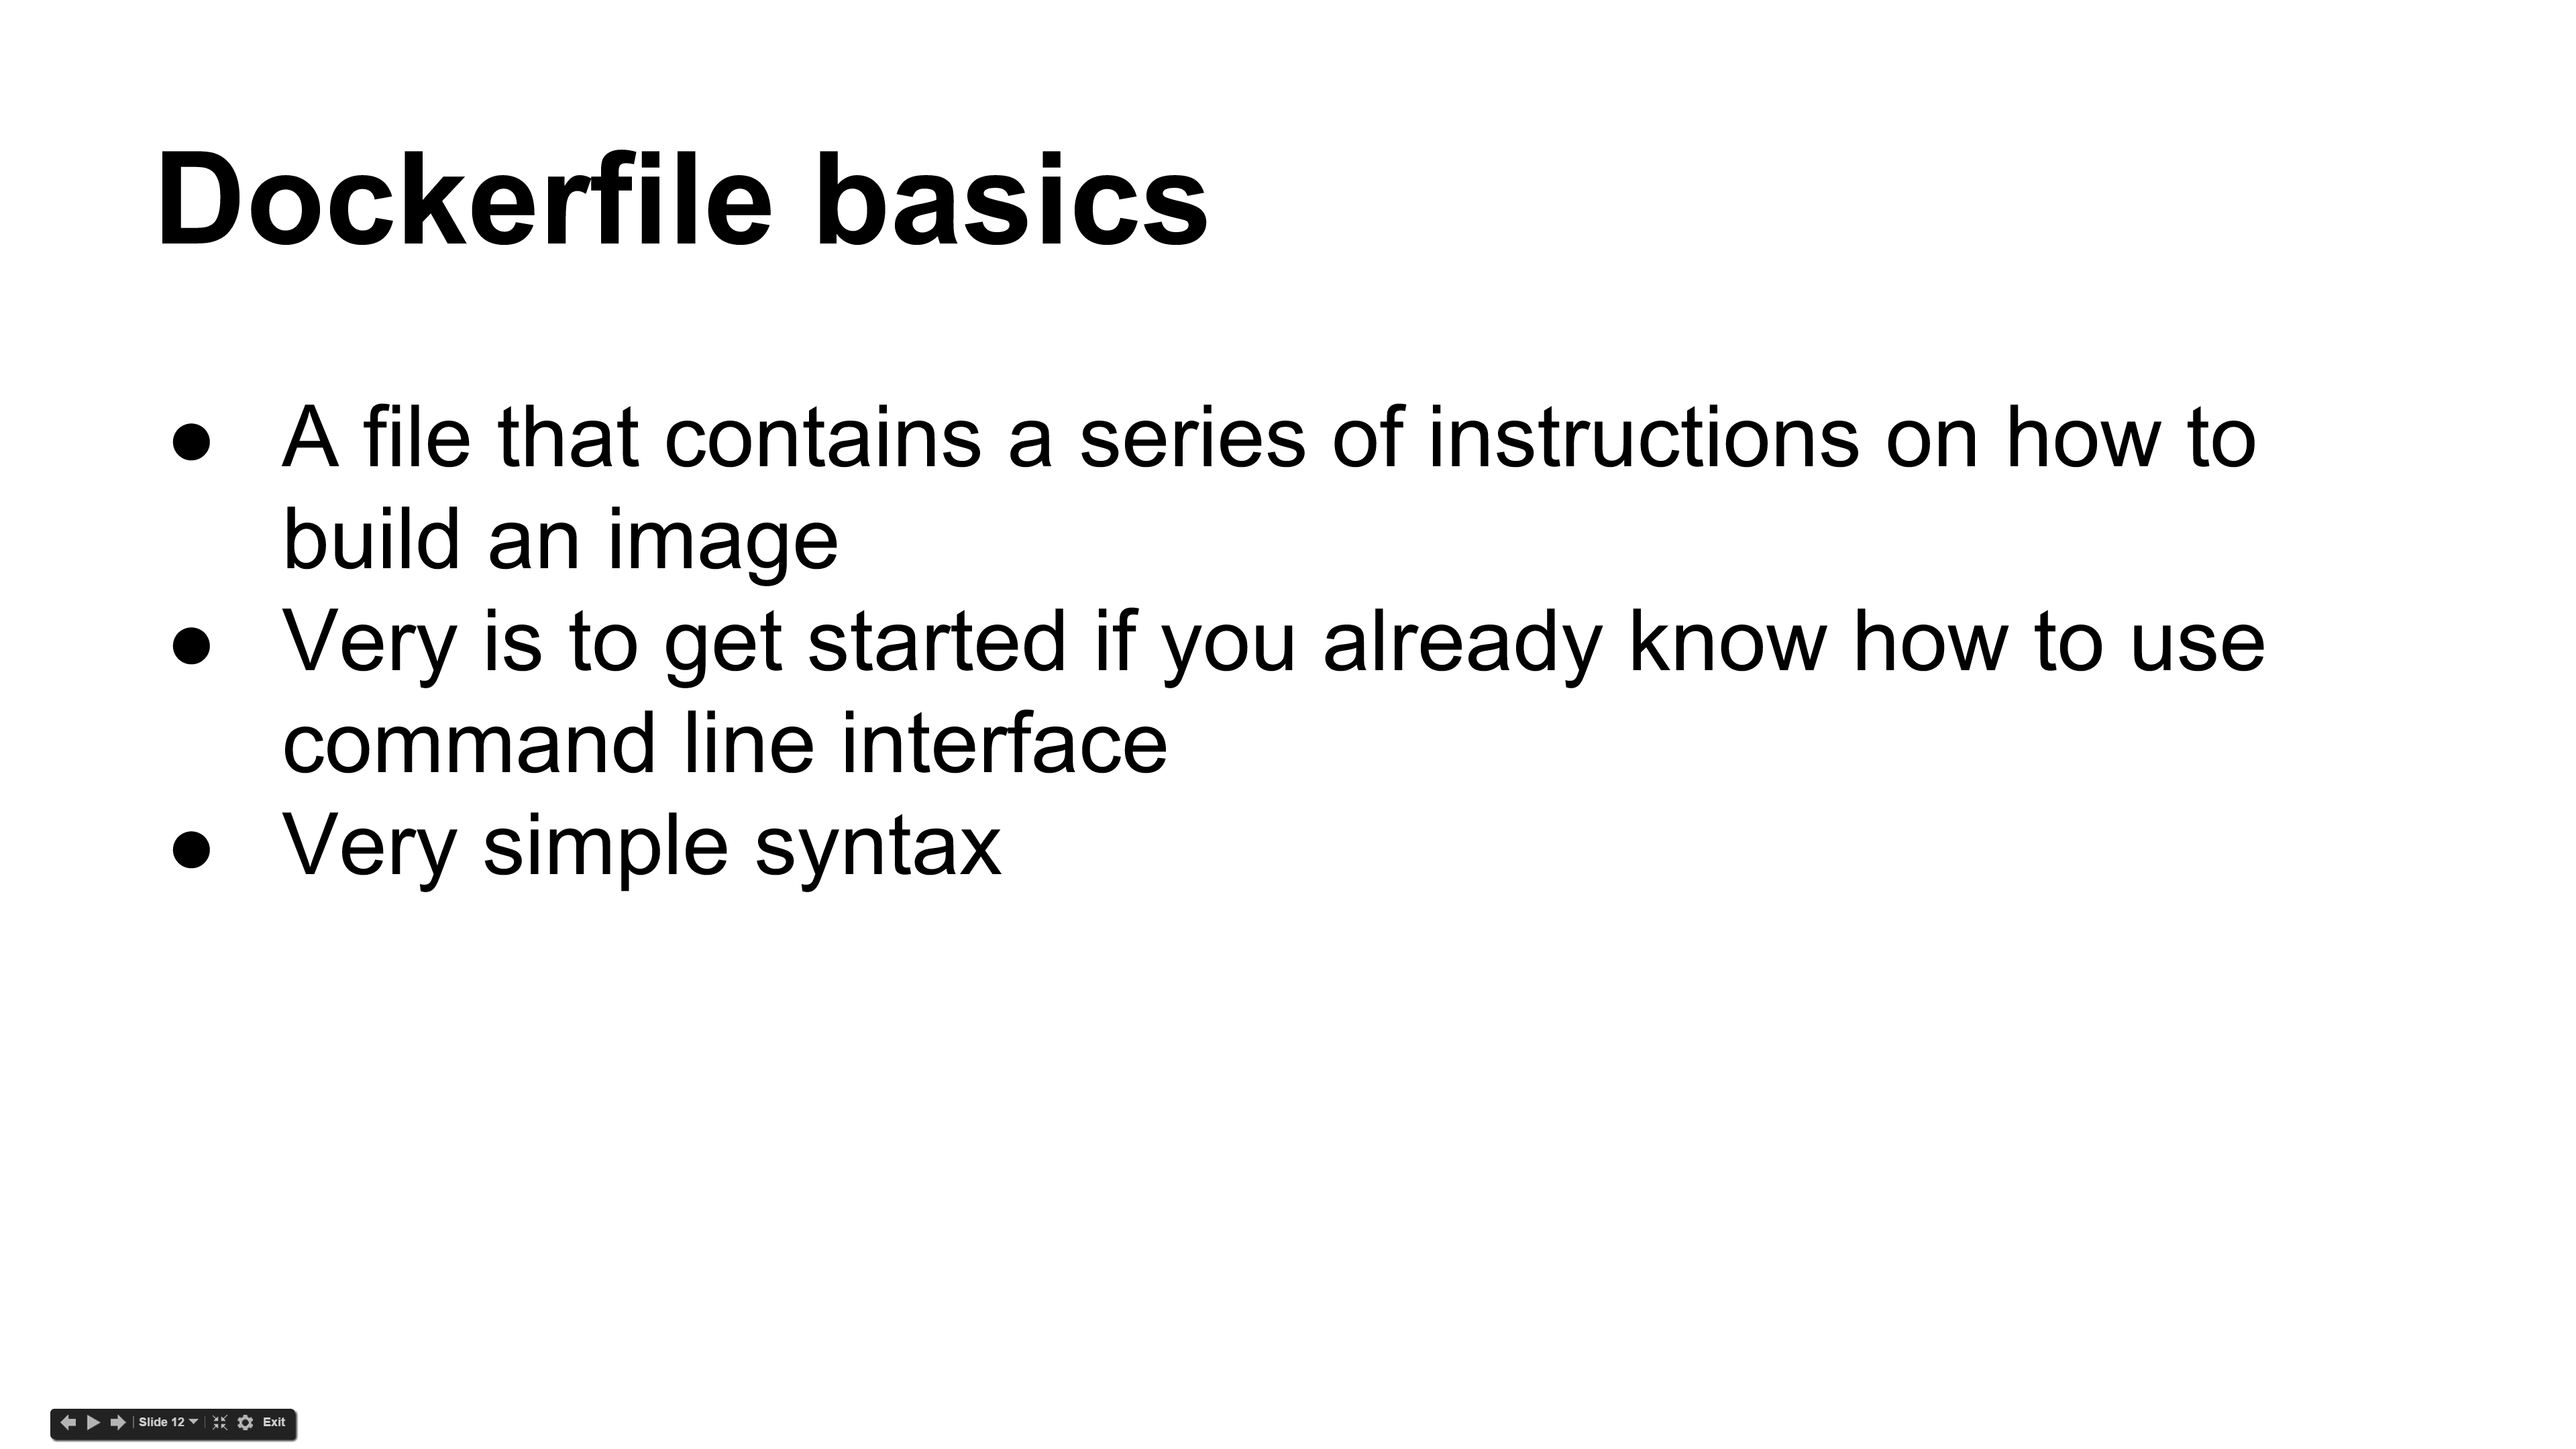 Dockerfile basics
● A file that contains a series of instructions on how to
build an image
● Very is to get started if you already know how to use
command line interface
● Very simple syntax
Slide 12 Exit